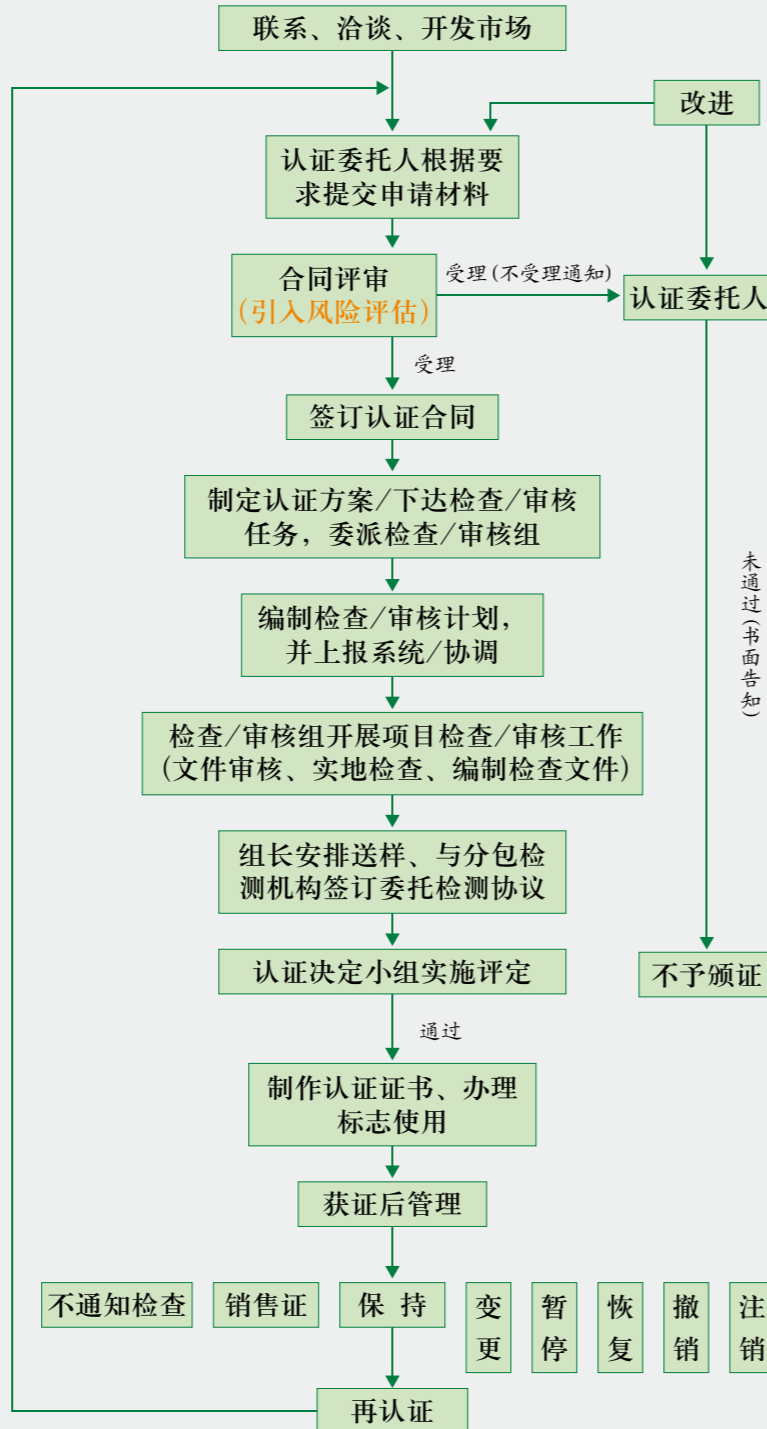 联系、洽谈、开发市场
改进
认证委托人根据要
求提交申请材料
合同评审
(引入风险评估)
受理(不受理通知)
认证委托人
受理
签订认证合同
制定认证方案/下达检查/审核
任务，委派检查/审核组
编制检查/审核计划，
并上报系统/协调
未通过(书面告知)
检查/审核组开展项目检查/审核工作
(文件审核、实地检查、编制检查文件)
组长安排送样、与分包检
测机构签订委托检测协议
认证决定小组实施评定
不予颁证
通过
制作认证证书、办理
标志使用
获证后管理
不通知检查
销售证
保 持
变更
暂停
恢复
撤销
注销
再认证